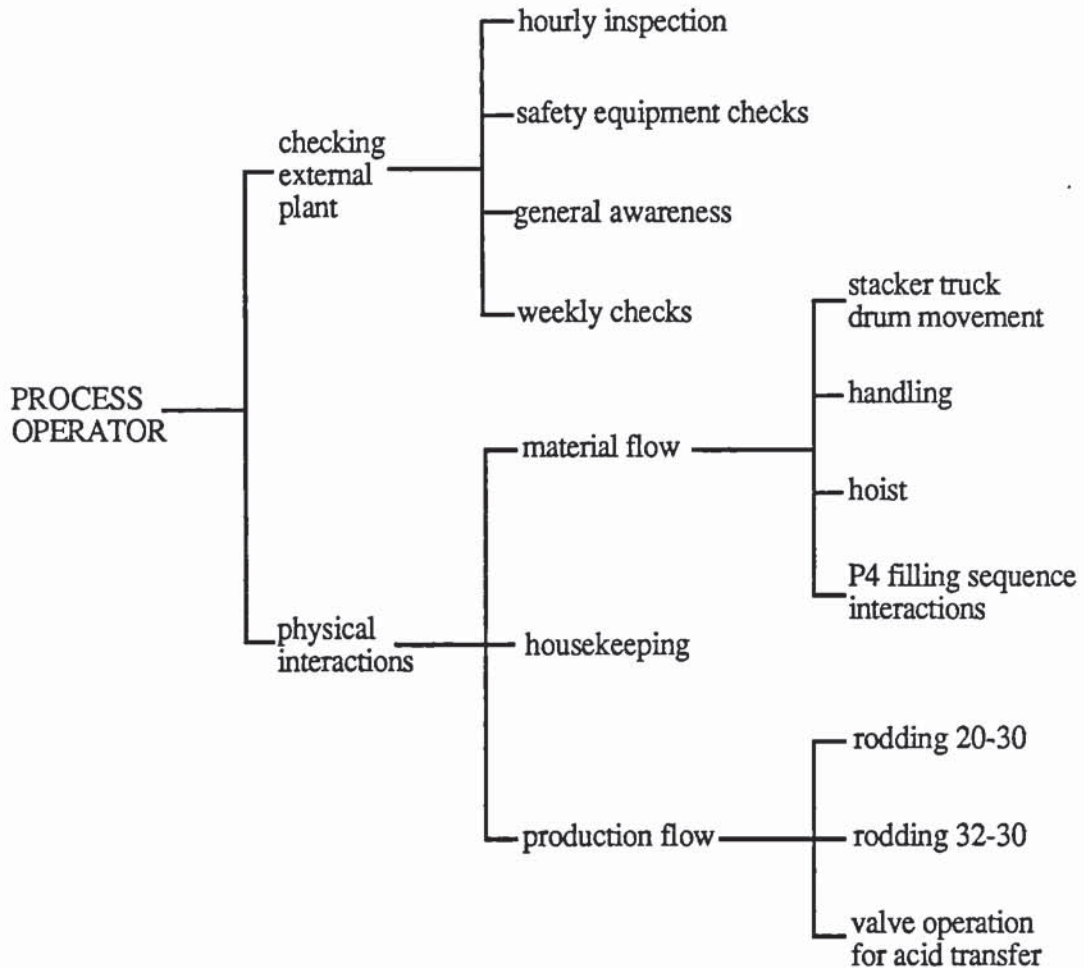 hourly inspection
safety equipment checks
checking
external
plant
general awareness
weekly checks
stacker truck
drum movement
PROCESS
OPERATOR
handling
material flow
hoist
P4 filling sequence
interactions
physical
interactions
housekeeping
rodding 20-30
production flow
rodding 32-30
valve operation
for acid transfer